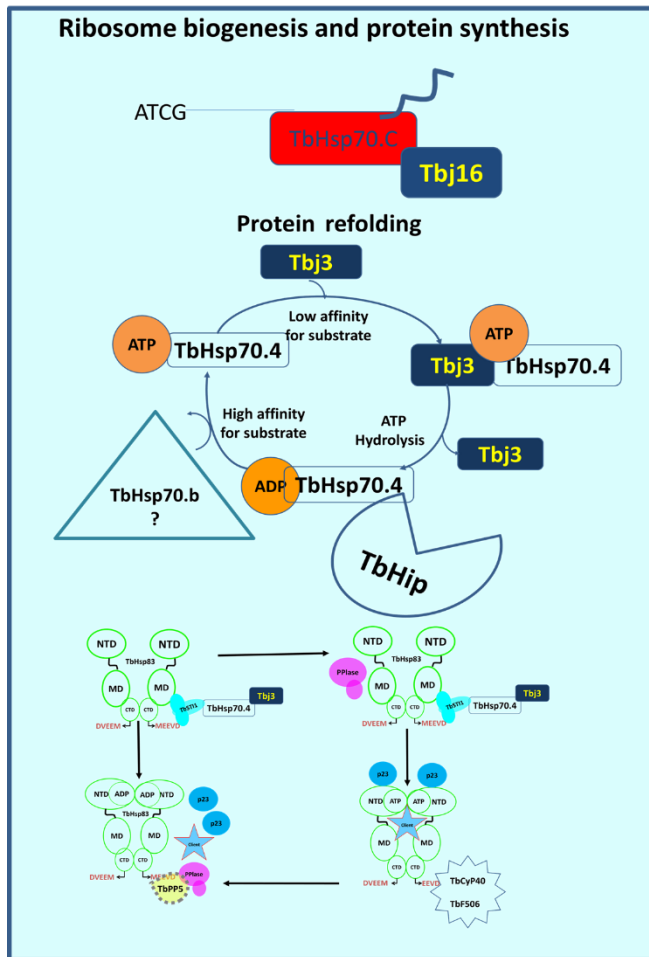 Ribosome biogenesis and protein synthesis
ATCG
TbHsp70.C
Tbj16
Protein refolding
Tbj3
Low affinity
for substrate
ATP
TbHsp70.4
ATP
Tbj3
TbHsp70.4
High affinity
for substrate
ATP
Hydrolysis
Tbj3
TbHsp70.b
?
ADP
TbHsp70.4
TbHip
NTD
NTD
TbHsp83
MD
MD
CTD
CTD
TbSTI1
TbHsp70.4
Tbj3
DVEEM
MEEVD
NTD
NTD
TbHsp83
PPIase
MD
MD
CTD
CTD
TbSTI1
TbHsp70.4
Tbj3
DVEEM
MEEVD
NTD
ADP
ADP
NTD
p23
p23
TbHsp83
MD
MD
Client
CTD
CTD
DVEEM
MEEVD
PPIase
TbPP5
p23
p23
NTD
ATP
ATP
NTD
Client
MD
MD
CTD
CTD
DVEEM
EEVD
TbCyP40
TbF506